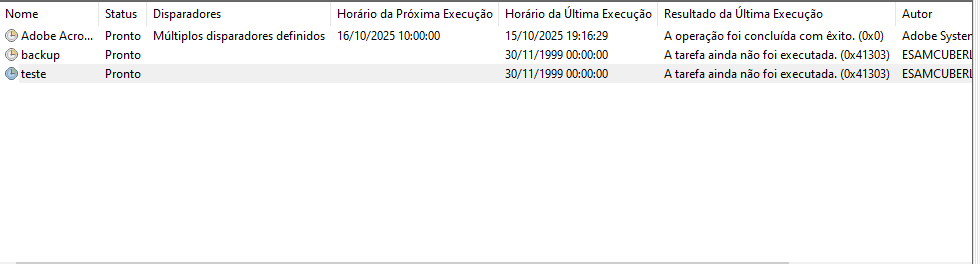 Nome Status Disparadores Horário da Próxima Execução Horário da Última Execução Resultado da Última Execução Autor
Adobe Acro... Pronto Múltiplos disparadores definidos 16/10/2025 10:00:00 15/10/2025 19:16:29 A operação foi concluída com êxito. (0x0) Adobe System
backup Pronto 30/11/1999 00:00:00 A tarefa ainda não foi executada. (0x41303) ESAMCUBERL
teste Pronto 30/11/1999 00:00:00 A tarefa ainda não foi executada. (0x41303) ESAMCUBERL